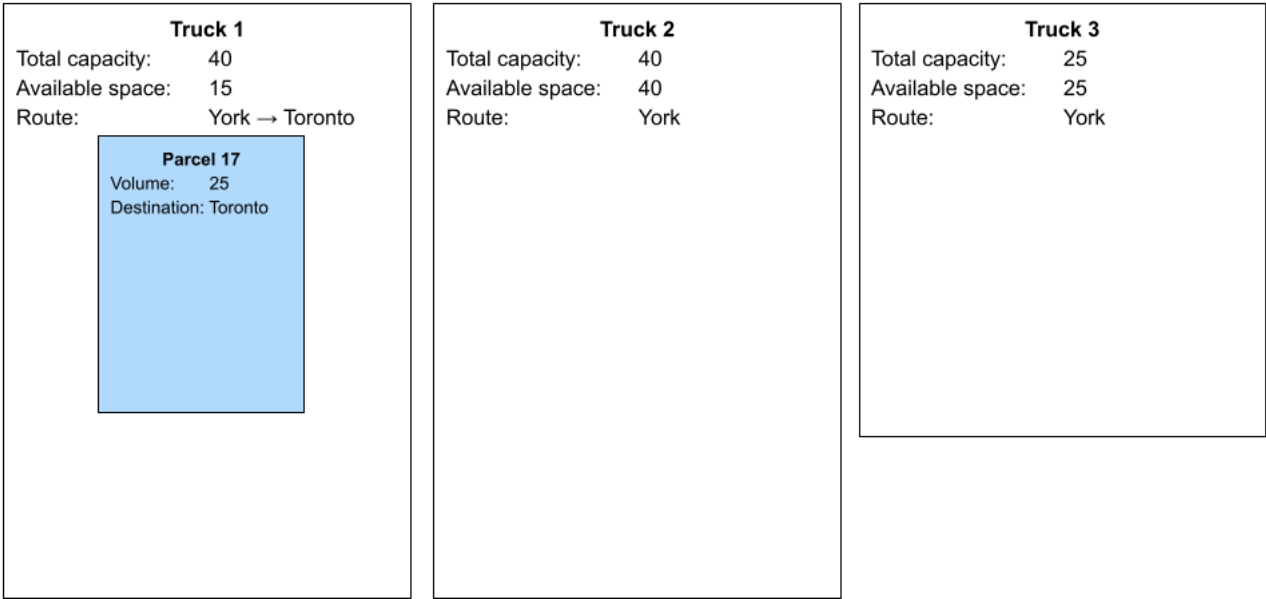 Truck 1
Total capacity: 40
Available space: 15
Route: York → Toronto
Parcel 17
Volume: 25
Destination: Toronto
Truck 2
Total capacity: 40
Available space: 40
Route: York
Truck 3
Total capacity: 25
Available space: 25
Route: York